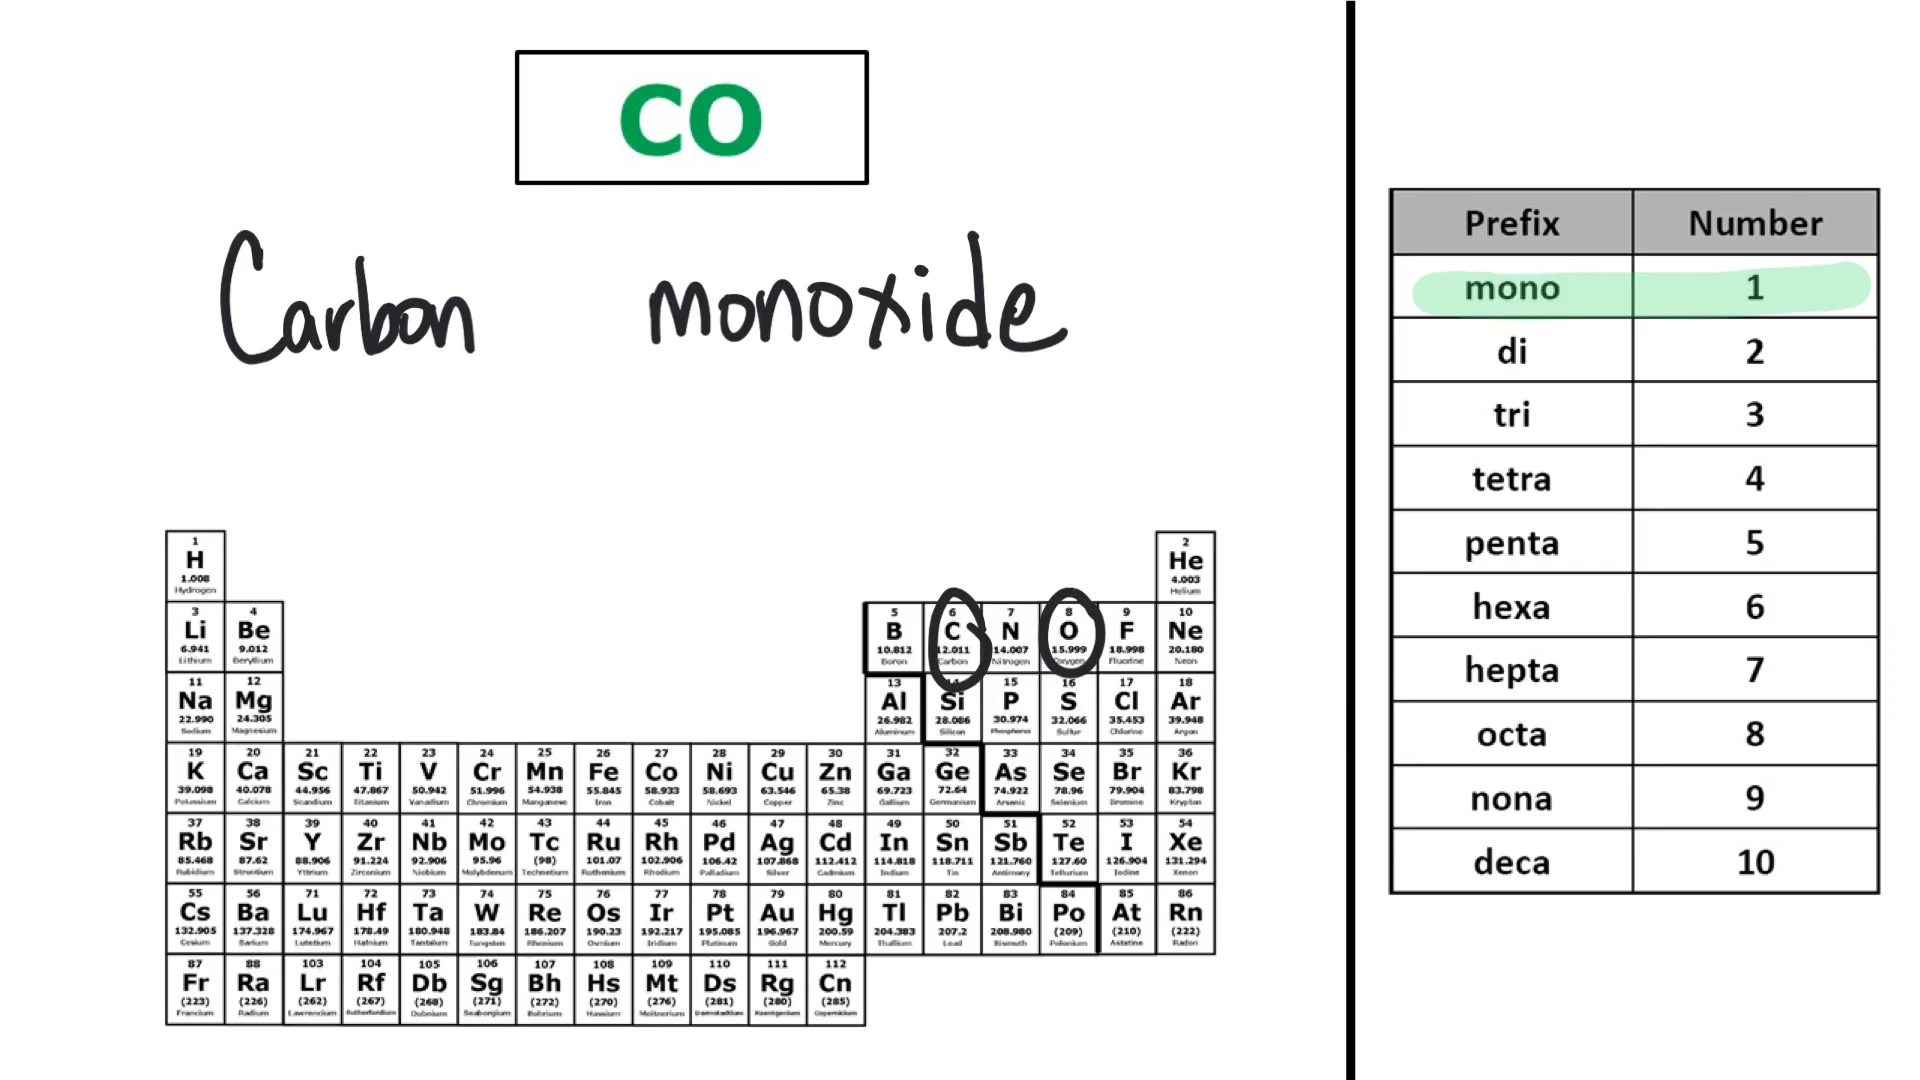 CO
Carbon monoxide
Prefix Number
mono 1
di 2
tri 3
tetra 4
penta 5
hexa 6
hepta 7
octa 8
nona 9
deca 10
1 2
H He
1.008 4.003
Hydrogen Helium
3 4 5 6 7 8 9 10
Li Be B C N O F Ne
6.941 9.012 10.812 12.011 14.007 15.999 18.998 20.180
Lithium Beryllium Boron Carbon Nitrogen Oxygen Fluorine Neon
11 12 13 14 15 16 17 18
Na Mg Al Si P S Cl Ar
22.990 24.305 26.982 28.086 30.974 32.066 35.453 39.948
Sodium Magnesium Aluminum Silicon Phosphorus Sulfur Chlorine Argon
19 20 21 22 23 24 25 26 27 28 29 30 31 32 33 34 35 36
K Ca Sc Ti V Cr Mn Fe Co Ni Cu Zn Ga Ge As Se Br Kr
39.098 40.078 44.956 47.867 50.942 51.996 54.938 55.845 58.933 58.693 63.546 65.38 69.723 72.64 74.922 78.96 79.904 83.798
Potassium Calcium Scandium Titanium Vanadium Chromium Manganese Iron Cobalt Nickel Copper Zinc Gallium Germanium Arsenic Selenium Bromine Krypton
37 38 39 40 41 42 43 44 45 46 47 48 49 50 51 52 53 54
Rb Sr Y Zr Nb Mo Tc Ru Rh Pd Ag Cd In Sn Sb Te I Xe
85.468 87.62 88.906 91.224 92.906 95.96 (98) 101.07 102.906 106.42 107.868 112.412 114.818 118.711 121.760 127.60 126.904 131.294
Rubidium Strontium Yttrium Zirconium Niobium Molybdenum Technetium Ruthenium Rhodium Palladium Silver Cadmium Indium Tin Antimony Tellurium Iodine Xenon
55 56 71 72 73 74 75 76 77 78 79 80 81 82 83 84 85 86
Cs Ba Lu Hf Ta W Re Os Ir Pt Au Hg Tl Pb Bi Po At Rn
132.905 137.328 174.967 178.49 180.948 183.84 186.207 190.23 192.217 195.085 196.967 200.59 204.383 207.2 208.980 (209) (210) (222)
Cesium Barium Lutetium Hafnium Tantalum Tungsten Rhenium Osmium Iridium Platinum Gold Mercury Thallium Lead Bismuth Polonium Astatine Radon
87 88 103 104 105 106 107 108 109 110 111 112
Fr Ra Lr Rf Db Sg Bh Hs Mt Ds Rg Cn
(223) (226) (262) (267) (268) (271) (272) (270) (276) (281) (280) (285)
Francium Radium Lawrencium Rutherfordium Dubnium Seaborgium Bohrium Hassium Meitnerium Darmstadtium Roentgenium Copernicium